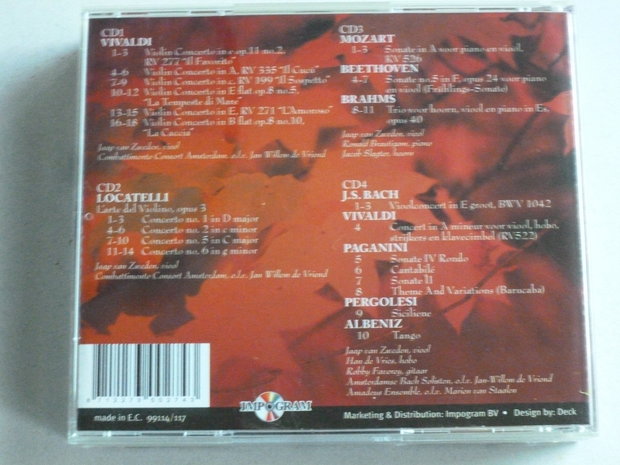 CD1
VIVALDI
1-3 Violin Concerto in c op.11 no.2,
RV 277 "Il Favorito"
4-6 Violin Concerto in A, RV 335 "Il Cucù"
7-9 Violin Concerto in c, RV 199 "Il Sospetto"
10-12 Violin Concerto in E flat op.8 no.5,
"La Tempesta di Mare"
13-15 Violin Concerto in E, RV 271 "L'Amoroso"
16-18 Violin Concerto in B flat op.8 no.10,
"La Caccia"
Jaap van Zweden, viool
Combattimento Consort Amsterdam, o.l.v. Jan Willem de Vriend
CD2
LOCATELLI
L'arte del Violino, opus 3
1-3 Concerto no. 1 in D major
4-6 Concerto no. 2 in c minor
7-10 Concerto no. 5 in C major
11-14 Concerto no. 6 in g minor
Jaap van Zweden, viool
Combattimento Consort Amsterdam, o.l.v. Jan Willem de Vriend
CD3
MOZART
1-3 Sonate in A voor piano en viool,
RV 526
BEETHOVEN
4-7 Sonate no.5 in F, opus 24 voor piano
en viool (Frühlings-Sonate)
BRAHMS
8-11 Trio voor hoorn, viool en piano in Es,
opus 40
Jaap van Zweden, viool
Ronald Brautigam, piano
Jacob Slagter, hoorn
CD4
J.S. BACH
1-3 Vioolconcert in E groot, BWV 1042
VIVALDI
4 Concert in A mineur voor viool, hobo,
strijkers en klavecimbel (RV522)
PAGANINI
5 Sonate IV Rondo
6 Cantabilé
7 Sonate II
8 Theme And Variations (Barucaba)
PERGOLESI
9 Siciliene
ALBENIZ
10 Tango
Jaap van Zweden, viool
Han de Vries, hobo
Robby Faverey, gitaar
Amsterdamse Bach Solisten, o.l.v. Jan-Willem de Vriend
Amadeus Ensemble, o.l.v. Marien van Staalen
made in E.C. 99114/117
IMPOGRAM
Marketing & Distribution: Impogram BV • Design by: Deck